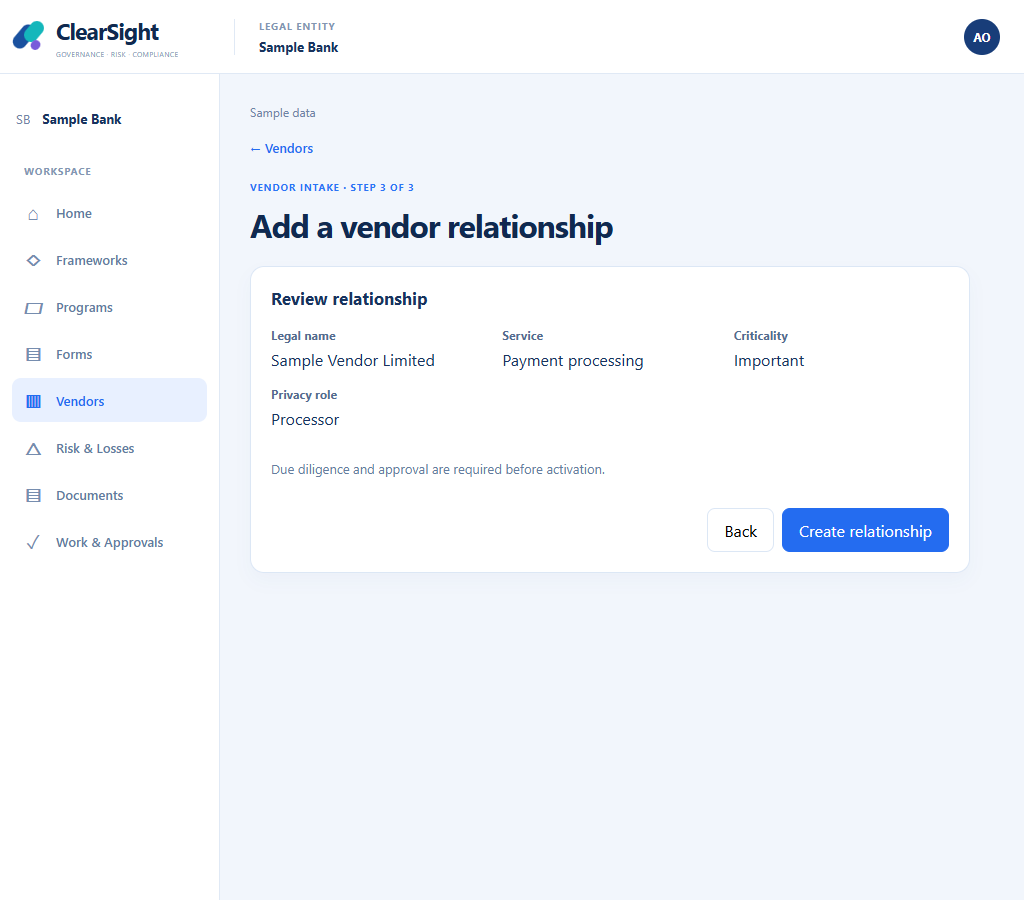 ClearSight
GOVERNANCE · RISK · COMPLIANCE
LEGAL ENTITY
Sample Bank
AO
SB Sample Bank
WORKSPACE
Home
Frameworks
Programs
Forms
Vendors
Risk & Losses
Documents
Work & Approvals
Sample data
← Vendors
VENDOR INTAKE · STEP 3 OF 3
Add a vendor relationship
Review relationship
Legal name
Sample Vendor Limited
Service
Payment processing
Criticality
Important
Privacy role
Processor
Due diligence and approval are required before activation.
Back
Create relationship